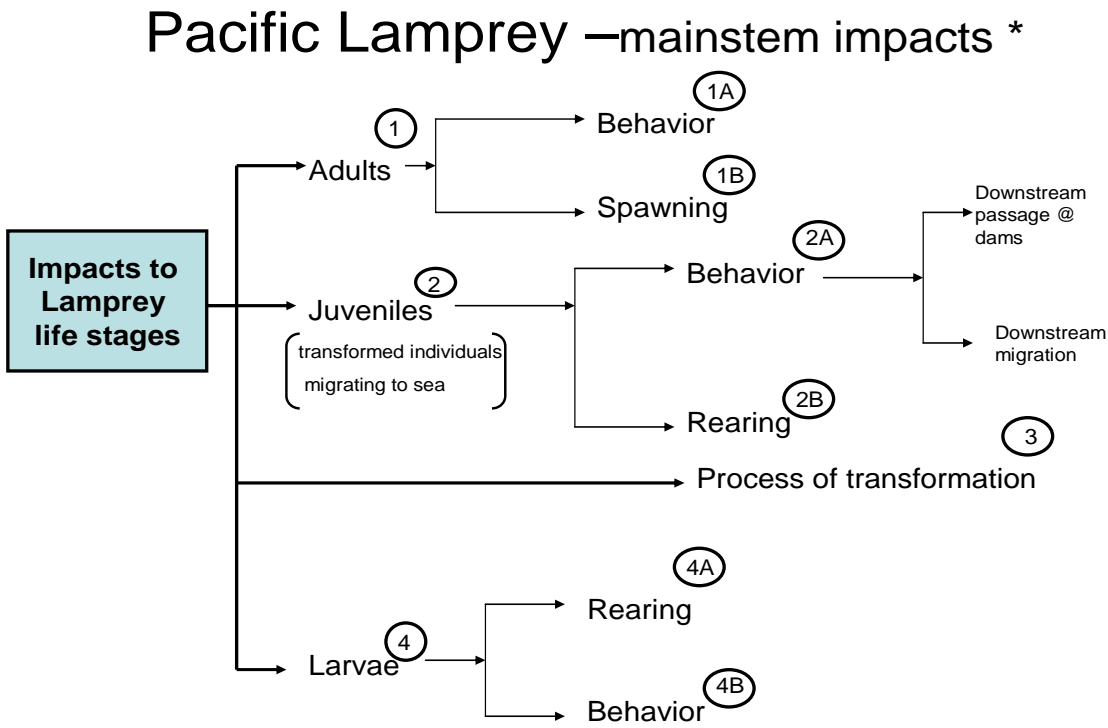 Pacific Lamprey –mainstem impacts *
1A
Behavior
1
Adults
1B
Spawning
Downstream
passage @
dams
2A
Behavior
Impacts to
Lamprey
life stages
2
Juveniles
transformed individuals
migrating to sea
Downstream
migration
2B
Rearing
3
Process of transformation
4A
Rearing
4
Larvae
4B
Behavior